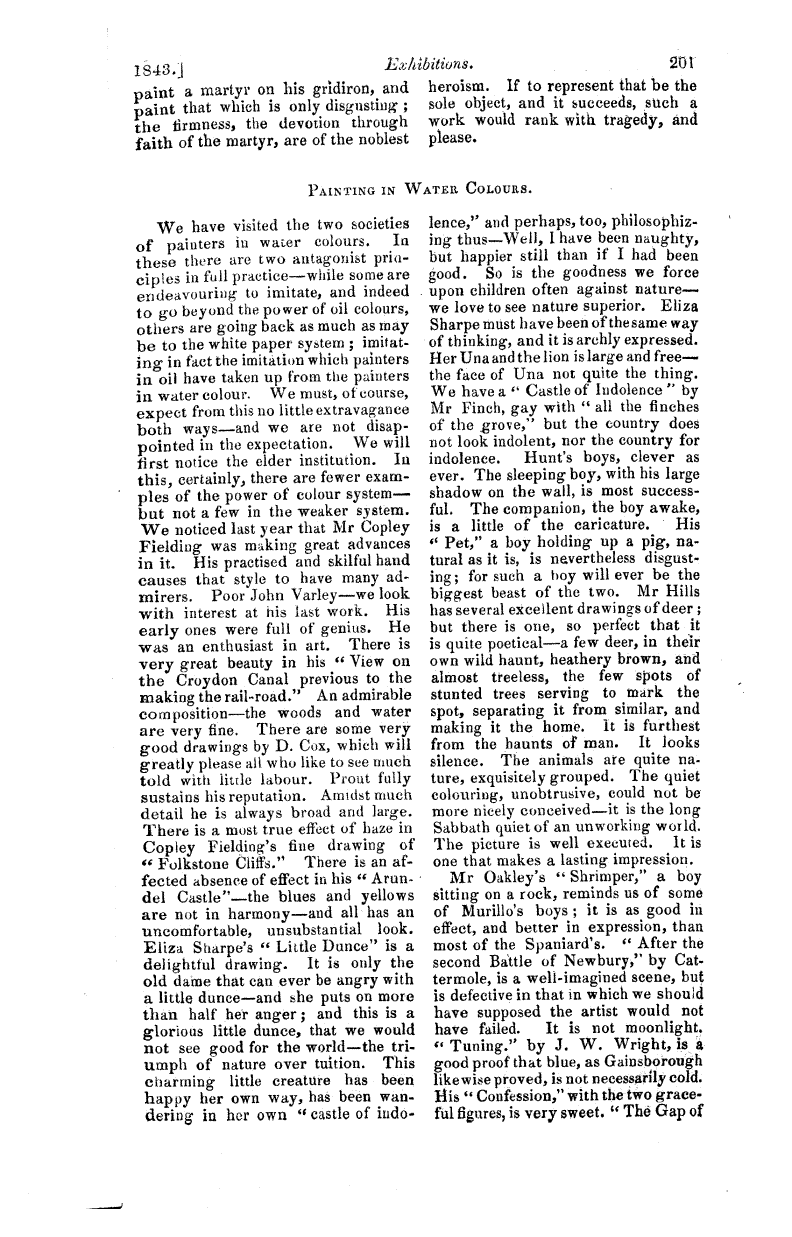 1843.]
Exhibitions.
201
paint a martyr on his gridiron, and
paint that which is only disgusting;
the firmness, the devotion through
faith of the martyr, are of the noblest
heroism. If to represent that be the
sole object, and it succeeds, such a
work would rank with tragedy, and
please.
PAINTING IN WATER COLOURS.
We have visited the two societies
of painters in water colours. In
these there are two antagonist prin-
ciples in full practice—while some are
endeavouring to imitate, and indeed
to go beyond the power of oil colours,
others are going back as much as may
be to the white paper system; imitat-
ing in fact the imitation which painters
in oil have taken up from the painters
in water colour. We must, of course,
expect from this no little extravagance
both ways—and we are not disap-
pointed in the expectation. We will
first notice the elder institution. In
this, certainly, there are fewer exam-
ples of the power of colour system—
but not a few in the weaker system.
We noticed last year that Mr Copley
Fielding was making great advances
in it. His practised and skilful hand
causes that style to have many ad-
mirers. Poor John Varley—we look
with interest at his last work. His
early ones were full of genius. He
was an enthusiast in art. There is
very great beauty in his “View on
the Croydon Canal previous to the
making the rail-road.” An admirable
composition—the woods and water
are very fine. There are some very
good drawings by D. Cox, which will
greatly please all who like to see much
told with little labour. Prout fully
sustains his reputation. Amidst much
detail he is always broad and large.
There is a most true effect of haze in
Copley Fielding's fine drawing of
“Folkstone Cliffs.” There is an af-
fected absence of effect in his “Arun-
del Castle”—the blues and yellows
are not in harmony—and all has an
uncomfortable, unsubstantial look.
Eliza Sharpe's “Little Dunce” is a
delightful drawing. It is only the
old dame that can ever be angry with
a little dunce—and she puts on more
than half her anger; and this is a
glorious little dunce, that we would
not see good for the world—the tri-
umph of nature over tuition. This
charming little creature has been
happy her own way, has been wan-
dering in her own “castle of indo-
lence,” and perhaps, too, philosophiz-
ing thus—Well, I have been naughty,
but happier still than if I had been
good. So is the goodness we force
upon children often against nature—
we love to see nature superior. Eliza
Sharpe must have been of the same way
of thinking, and it is archly expressed.
Her Una and the lion is large and free—
the face of Una not quite the thing.
We have a “Castle of Indolence” by
Mr Finch, gay with “all the finches
of the grove,” but the country does
not look indolent, nor the country for
indolence. Hunt's boys, clever as
ever. The sleeping boy, with his large
shadow on the wall, is most success-
ful. The companion, the boy awake,
is a little of the caricature. His
“Pet,” a boy holding up a pig, na-
tural as it is, is nevertheless disgust-
ing; for such a boy will ever be the
biggest beast of the two. Mr Hills
has several excellent drawings of deer;
but there is one, so perfect that it
is quite poetical—a few deer, in their
own wild haunt, heathery brown, and
almost treeless, the few spots of
stunted trees serving to mark the
spot, separating it from similar, and
making it the home. It is furthest
from the haunts of man. It looks
silence. The animals are quite na-
ture, exquisitely grouped. The quiet
colouring, unobtrusive, could not be
more nicely conceived—it is the long
Sabbath quiet of an unworking world.
The picture is well executed. It is
one that makes a lasting impression.
Mr Oakley's “Shrimper,” a boy
sitting on a rock, reminds us of some
of Murillo's boys; it is as good in
effect, and better in expression, than
most of the Spaniard's. “After the
second Battle of Newbury,” by Cat-
termole, is a well-imagined scene, but
is defective in that in which we should
have supposed the artist would not
have failed. It is not moonlight.
“Tuning.” by J. W. Wright, is a
good proof that blue, as Gainsborough
likewise proved, is not necessarily cold.
His “Confession,” with the two grace-
ful figures, is very sweet. “The Gap of